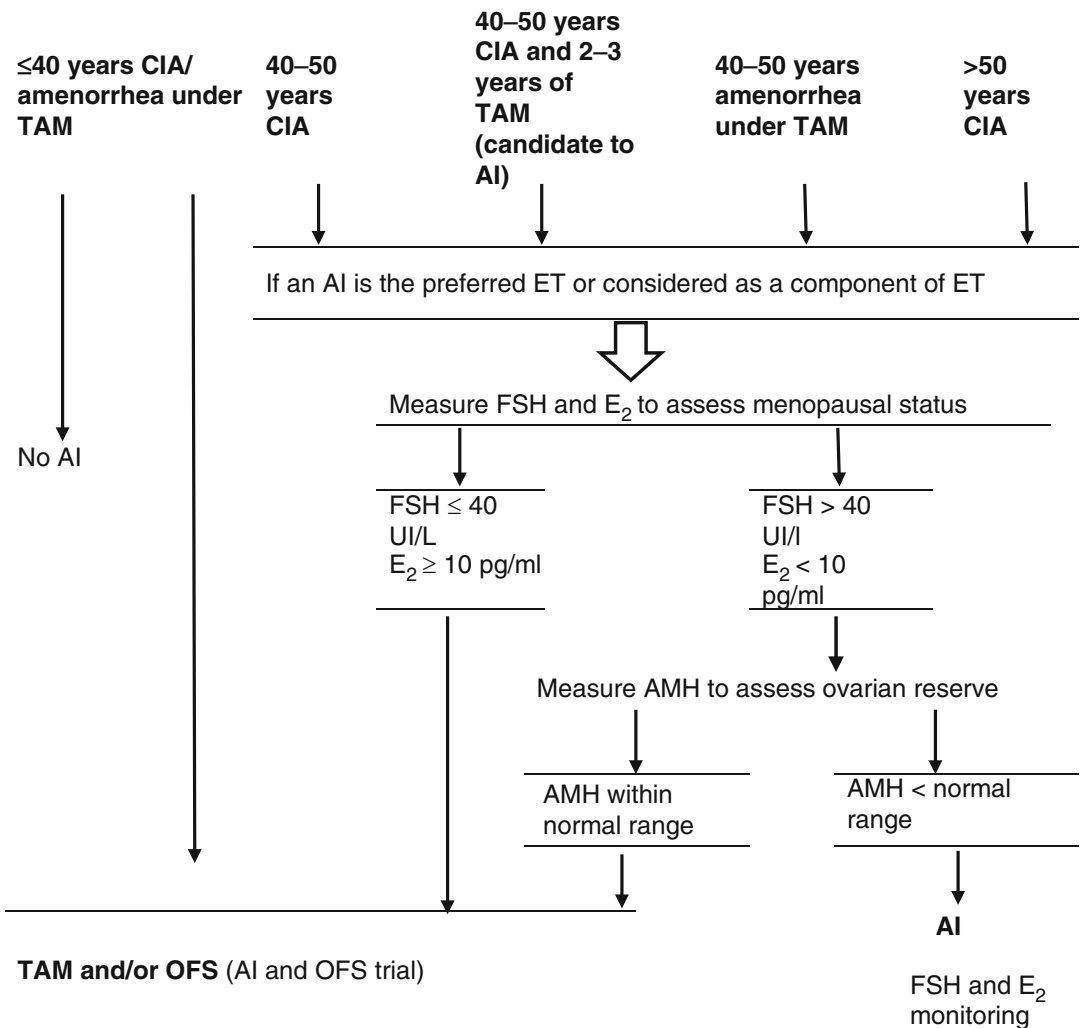 ≤40 years CIA/
amenorrhea under
TAM
40–50
years
CIA
40–50 years
CIA and 2–3
years of
TAM
(candidate to
AI)
40–50 years
amenorrhea
under TAM
>50
years
CIA
If an AI is the preferred ET or considered as a component of ET
Measure FSH and E₂ to assess menopausal status
No AI
FSH ≤ 40
UI/L
E₂ ≥ 10 pg/ml
FSH > 40
UI/l
E₂ < 10
pg/ml
Measure AMH to assess ovarian reserve
AMH within
normal range
AMH < normal
range
AI
TAM and/or OFS (AI and OFS trial)
FSH and E₂
monitoring